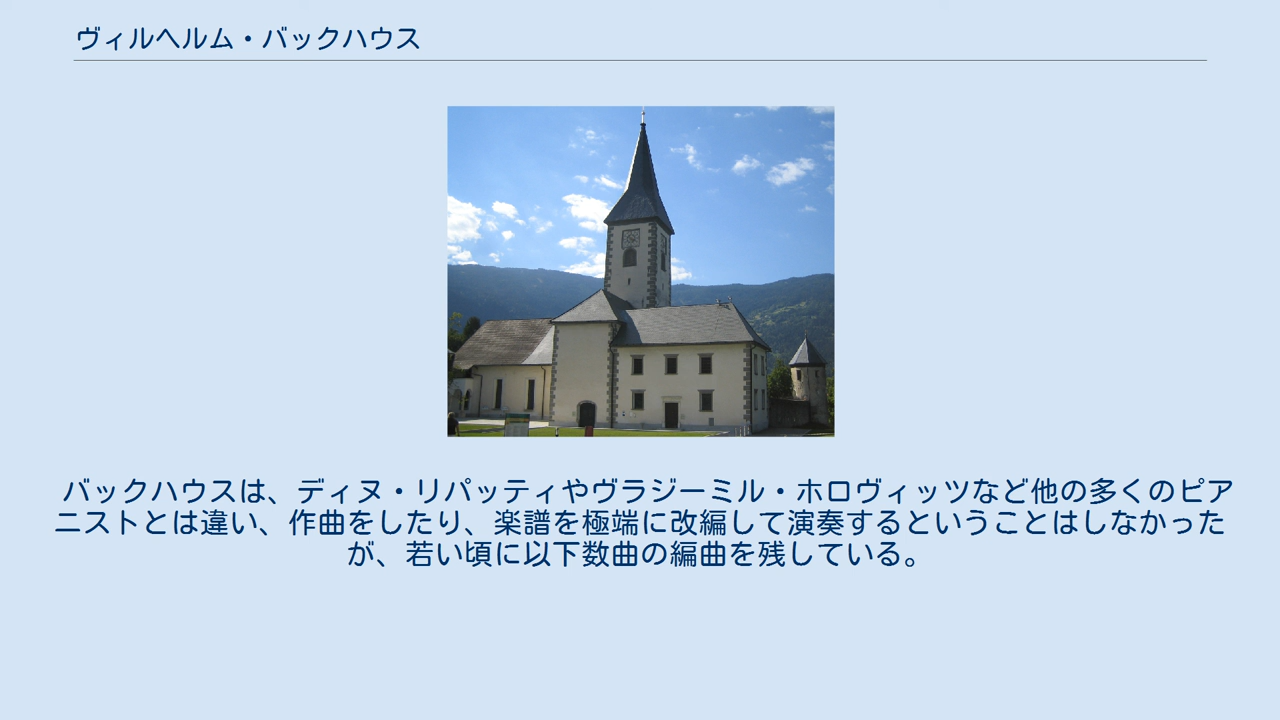 ヴィルヘルム・バックハウス
バックハウスは、ディヌ・リパッティやヴラジーミル・ホロヴィッツなど他の多くのピア
ニストとは違い、作曲をしたり、楽譜を極端に改編して演奏するということはしなかった
が、若い頃に以下数曲の編曲を残している。